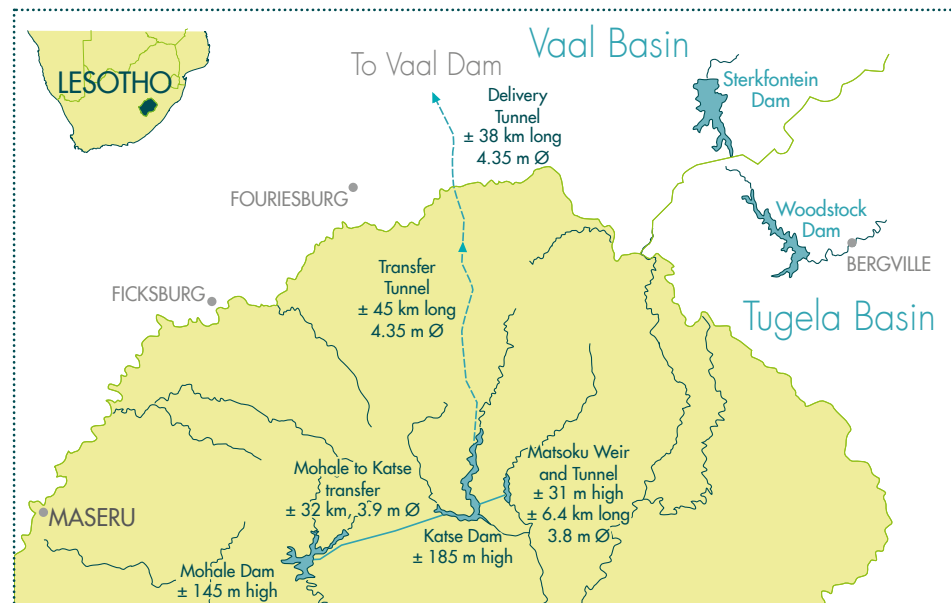 LESOTHO
Vaal Basin
To Vaal Dam
Sterkfontein
Dam
Delivery
Tunnel
± 38 km long
4.35 m Ø
FOURIESBURG
Woodstock
Dam
BERGVILLE
Transfer
Tunnel
± 45 km long
4.35 m Ø
FICKSBURG
Tugela Basin
Mohale to Katse
transfer
± 32 km, 3.9 m Ø
Matsoku Weir
and Tunnel
± 31 m high
± 6.4 km long
3.8 m Ø
MASERU
Katse Dam
± 185 m high
Mohale Dam
± 145 m high